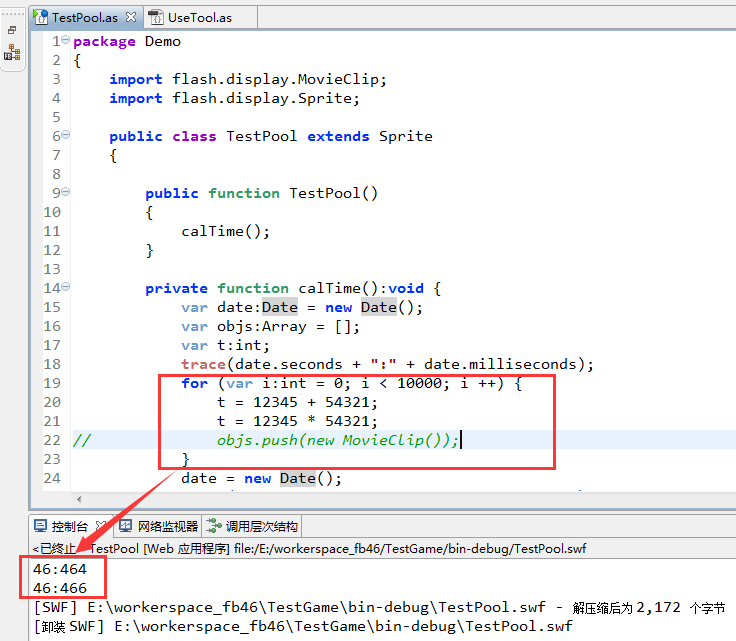 TestPool.as UseTool.as
1 package Demo
2 {
3 import flash.display.MovieClip;
4 import flash.display.Sprite;
5
6 public class TestPool extends Sprite
7 {
8
9 public function TestPool()
10 {
11 calTime();
12 }
13
14 private function calTime():void {
15 var date:Date = new Date();
16 var objs:Array = [];
17 var t:int;
18 trace(date.seconds + ":" + date.milliseconds);
19 for (var i:int = 0; i < 10000; i ++) {
20 t = 12345 + 54321;
21 t = 12345 * 54321;
22 // objs.push(new MovieClip());
23 }
24 date = new Date();
控制台 网络监视器 调用层次结构
<已终止> TestPool [Web 应用程序] file:/E:/workerspace_fb46/TestGame/bin-debug/TestPool.swf
46:464
46:466
[SWF] E:\workerspace_fb46\TestGame\bin-debug\TestPool.swf - 解压缩后为 2,172 个字节
[卸装 SWF] E:\workerspace_fb46\TestGame\bin-debug\TestPool.swf